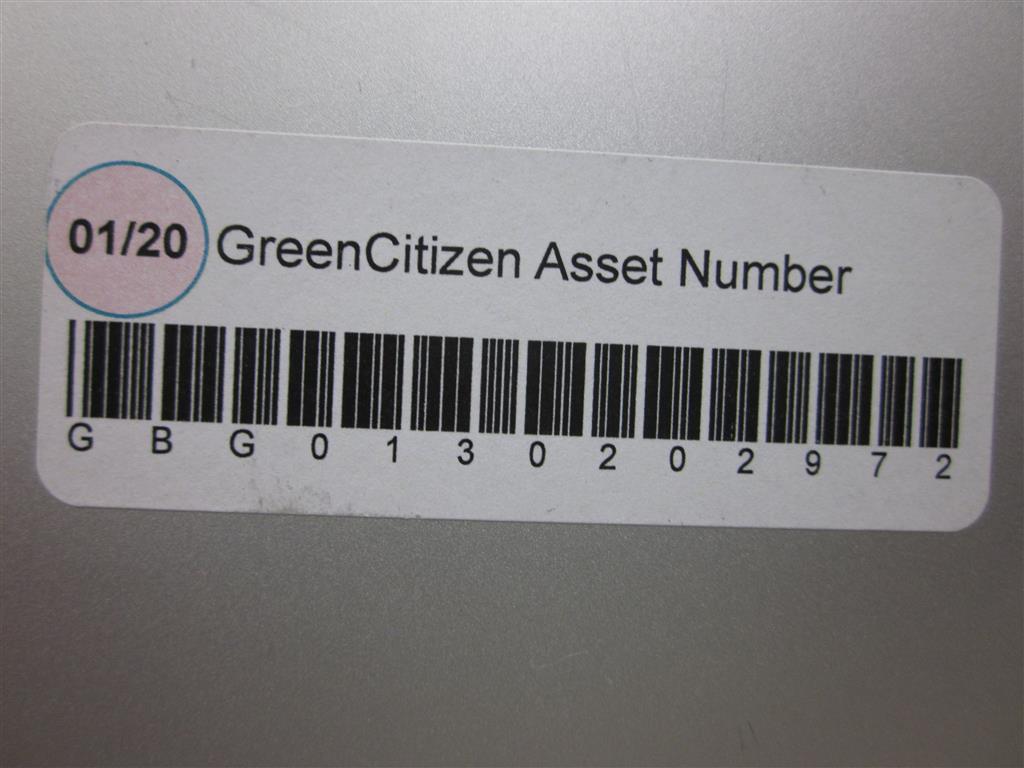 01/20 GreenCitizen Asset Number
G B G 0 1 3 0 2 0 2 9 7 2